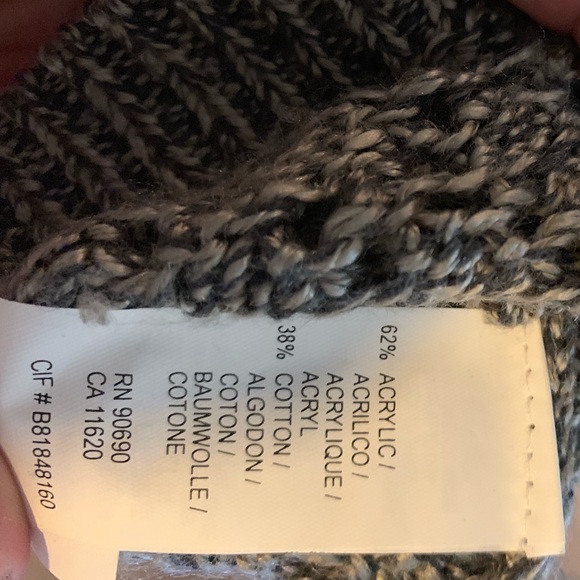 62% ACRYLIC /
ACRILICO /
ACRYLIQUE /
ACRYL
38% COTTON /
ALGODON /
COTON /
BAUMWOLLE /
COTONE
RN 90690
CA 11620
CIF # B81848160